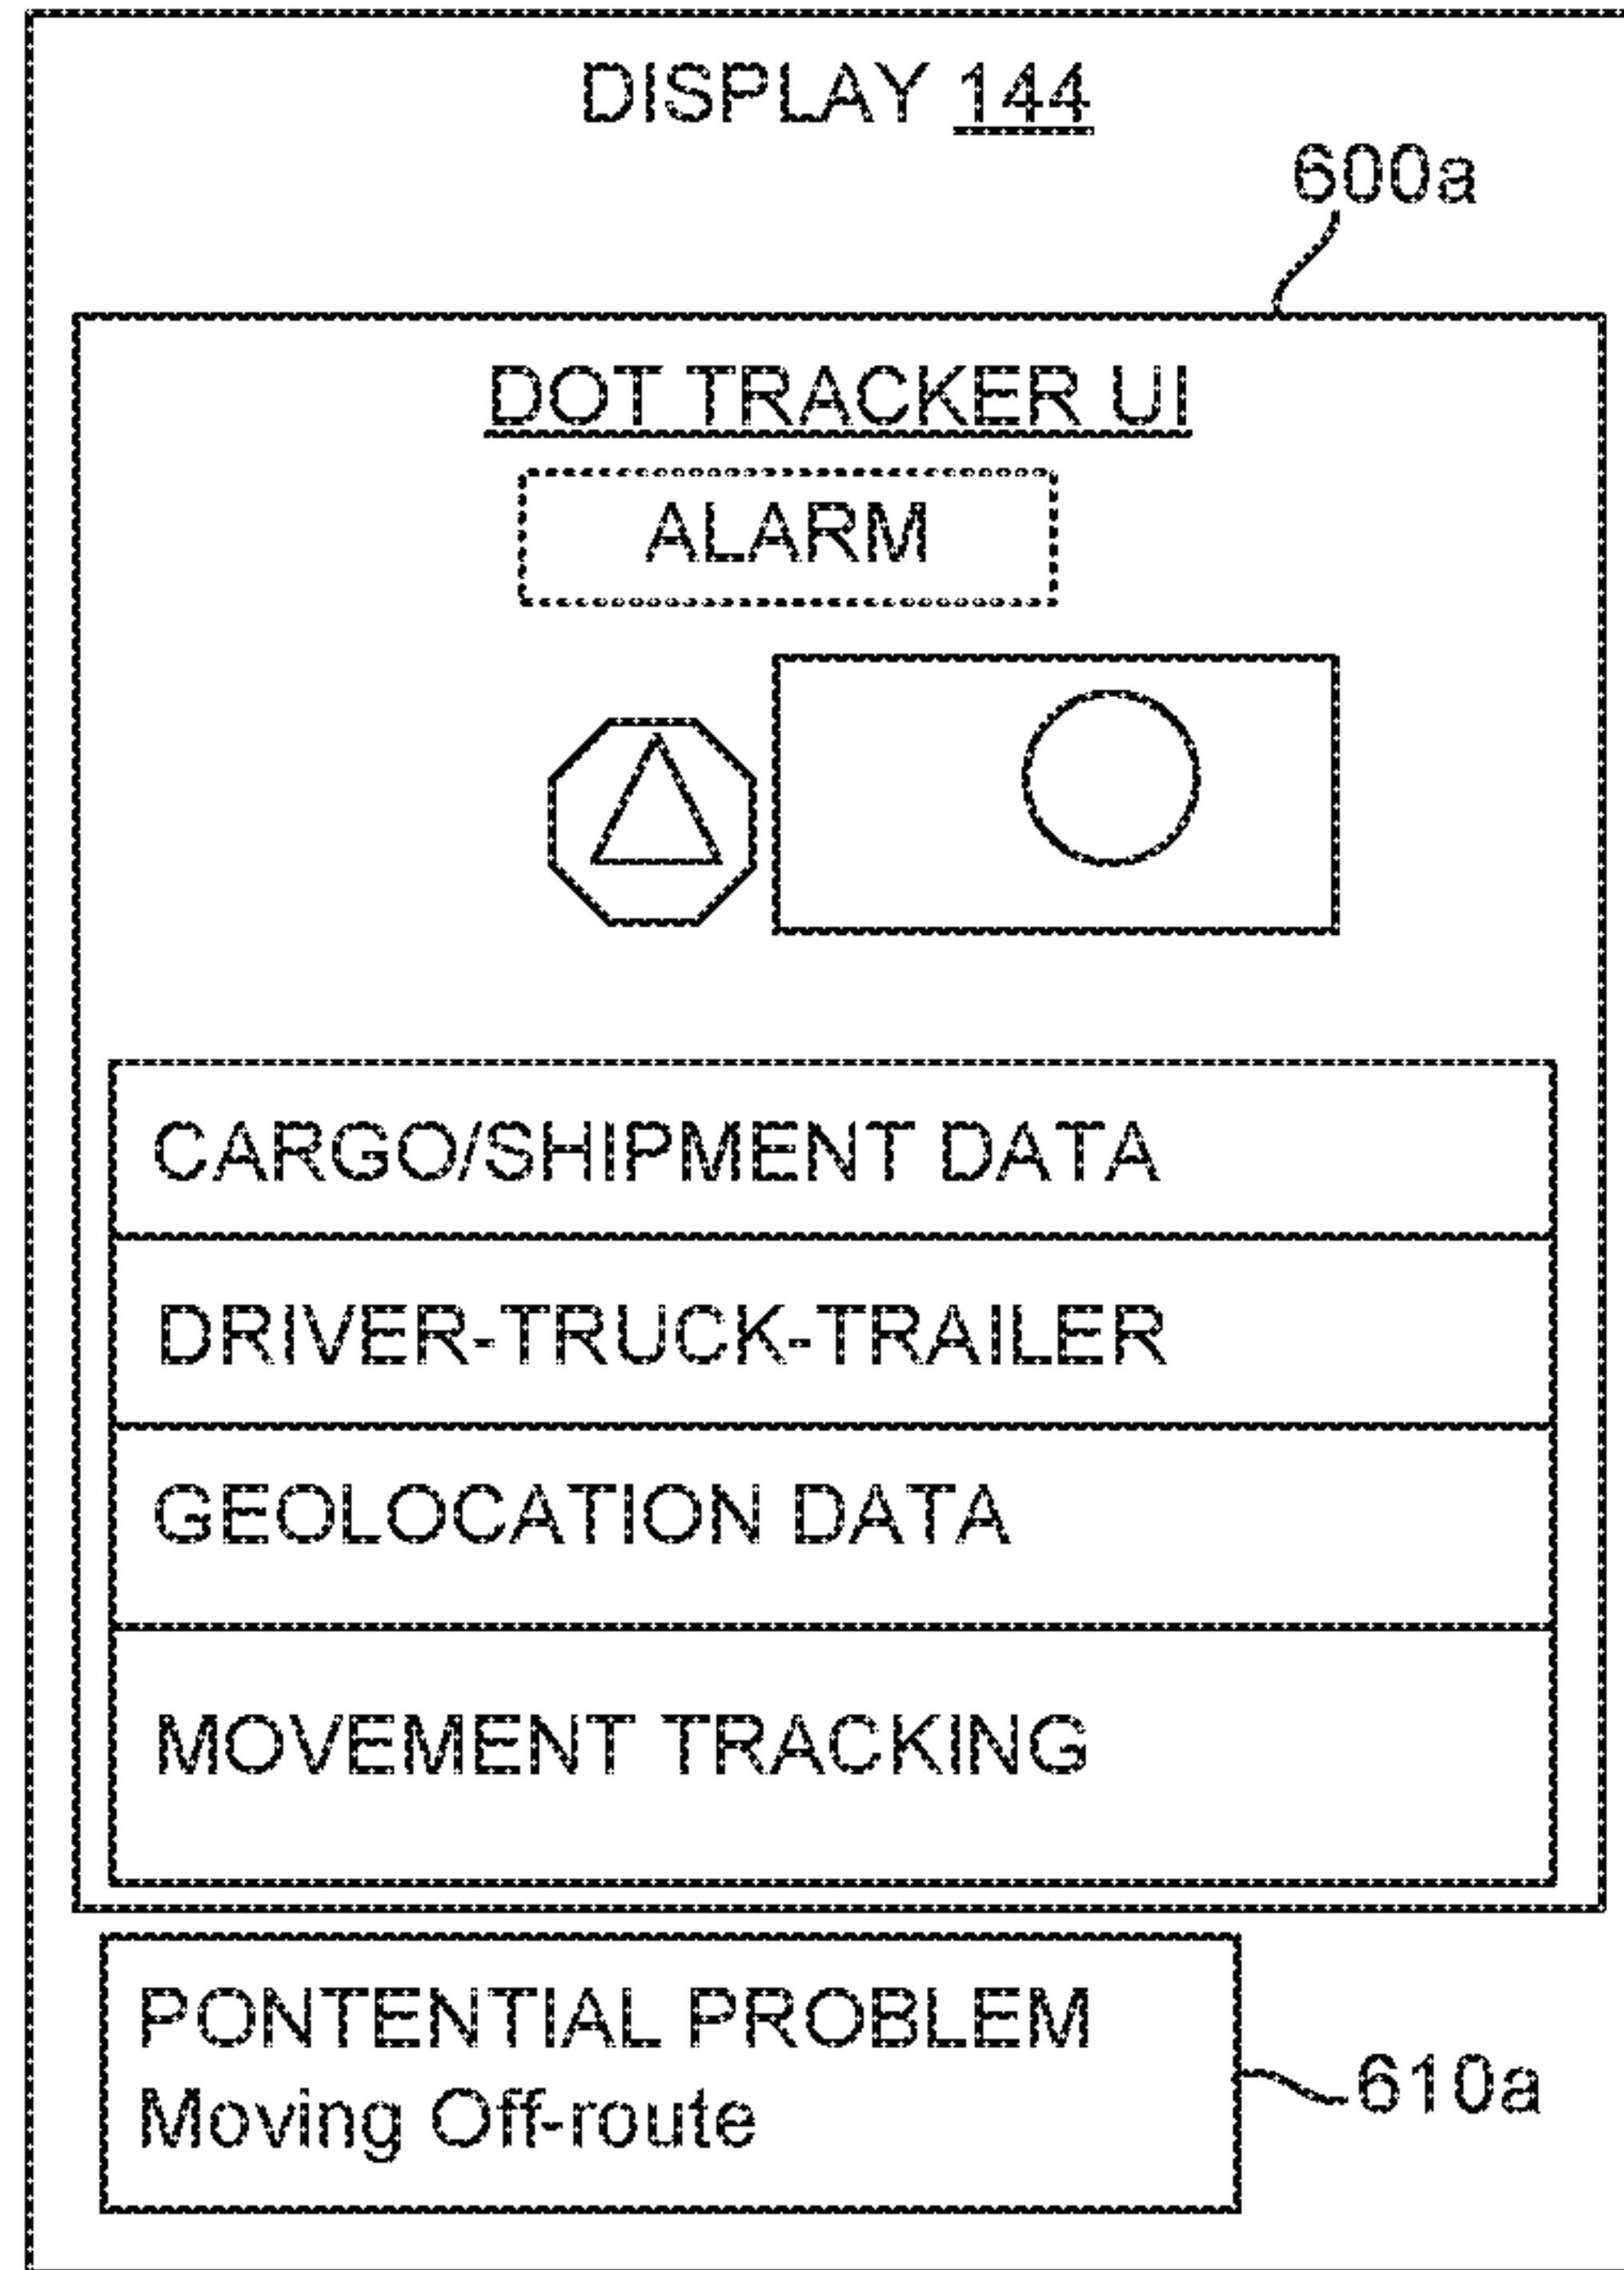 DISPLAY 144
600a
DOT TRACKER UI
ALARM
CARGO/SHIPMENT DATA
DRIVER-TRUCK-TRAILER
GEOLOCATION DATA
MOVEMENT TRACKING
PONTENTIAL PROBLEM
Moving Off-route
610a